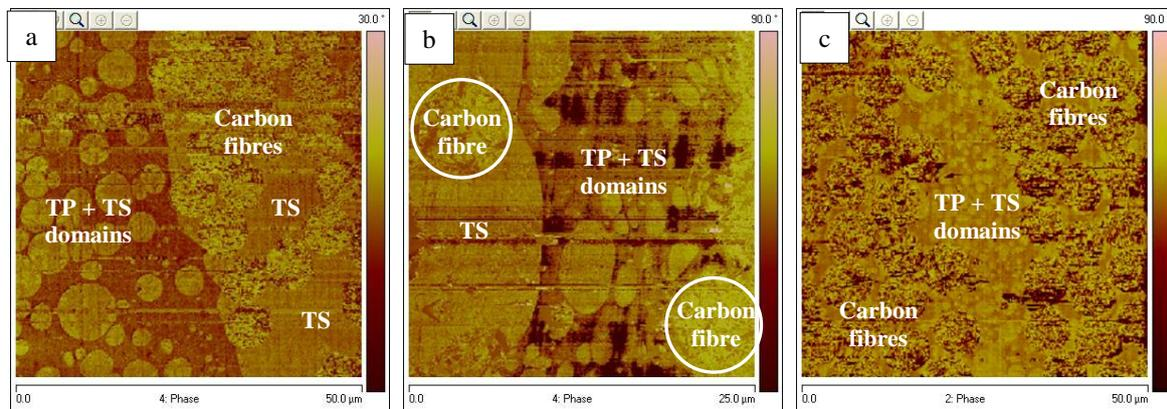 a
30.0 °
Carbon
fibres
TP + TS
domains
TS
TS
0.0
4: Phase
50.0 µm
b
90.0 °
Carbon
fibre
TP + TS
domains
TS
Carbon
fibre
0.0
4: Phase
25.0 µm
c
90.0
Carbon
fibres
TP + TS
domains
Carbon
fibres
0.0
2: Phase
50.0 µm